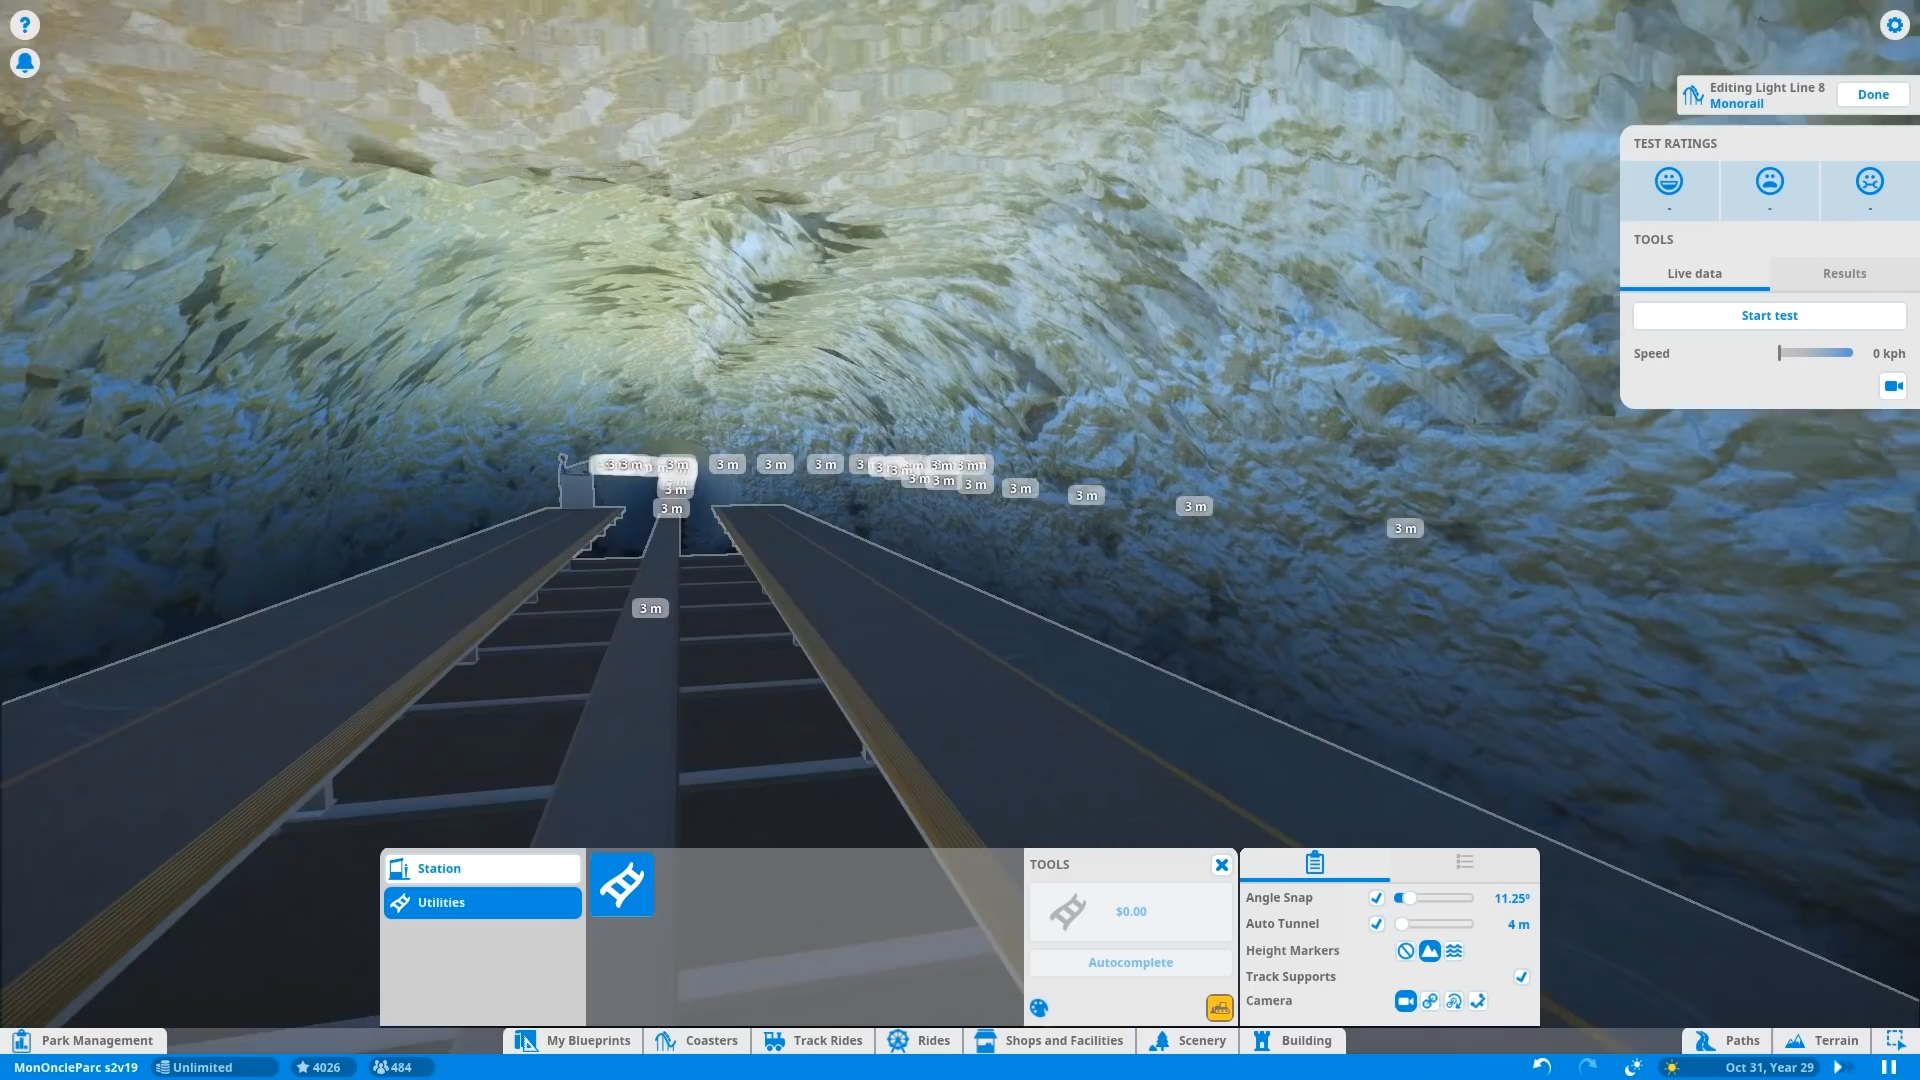 ?
Editing Light Line 8
Monorail
Done
TEST RATINGS
- - -
TOOLS
Live data Results
Start test
Speed 0 kph
3 m 3 m 3 m 3 m 3 m
3 m 3 m 3 m 3 m
3 m 3 m 3 m
3 m
3 m
3 m
3 m
3 m
3 m
Station
Utilities
TOOLS
$0.00
Autocomplete
Angle Snap 11.25°
Auto Tunnel 4 m
Height Markers
Track Supports
Camera
Park Management My Blueprints Coasters Track Rides Rides Shops and Facilities Scenery Building Paths Terrain
MonOncleParc s2v19 Unlimited 4026 484 Oct 31, Year 29